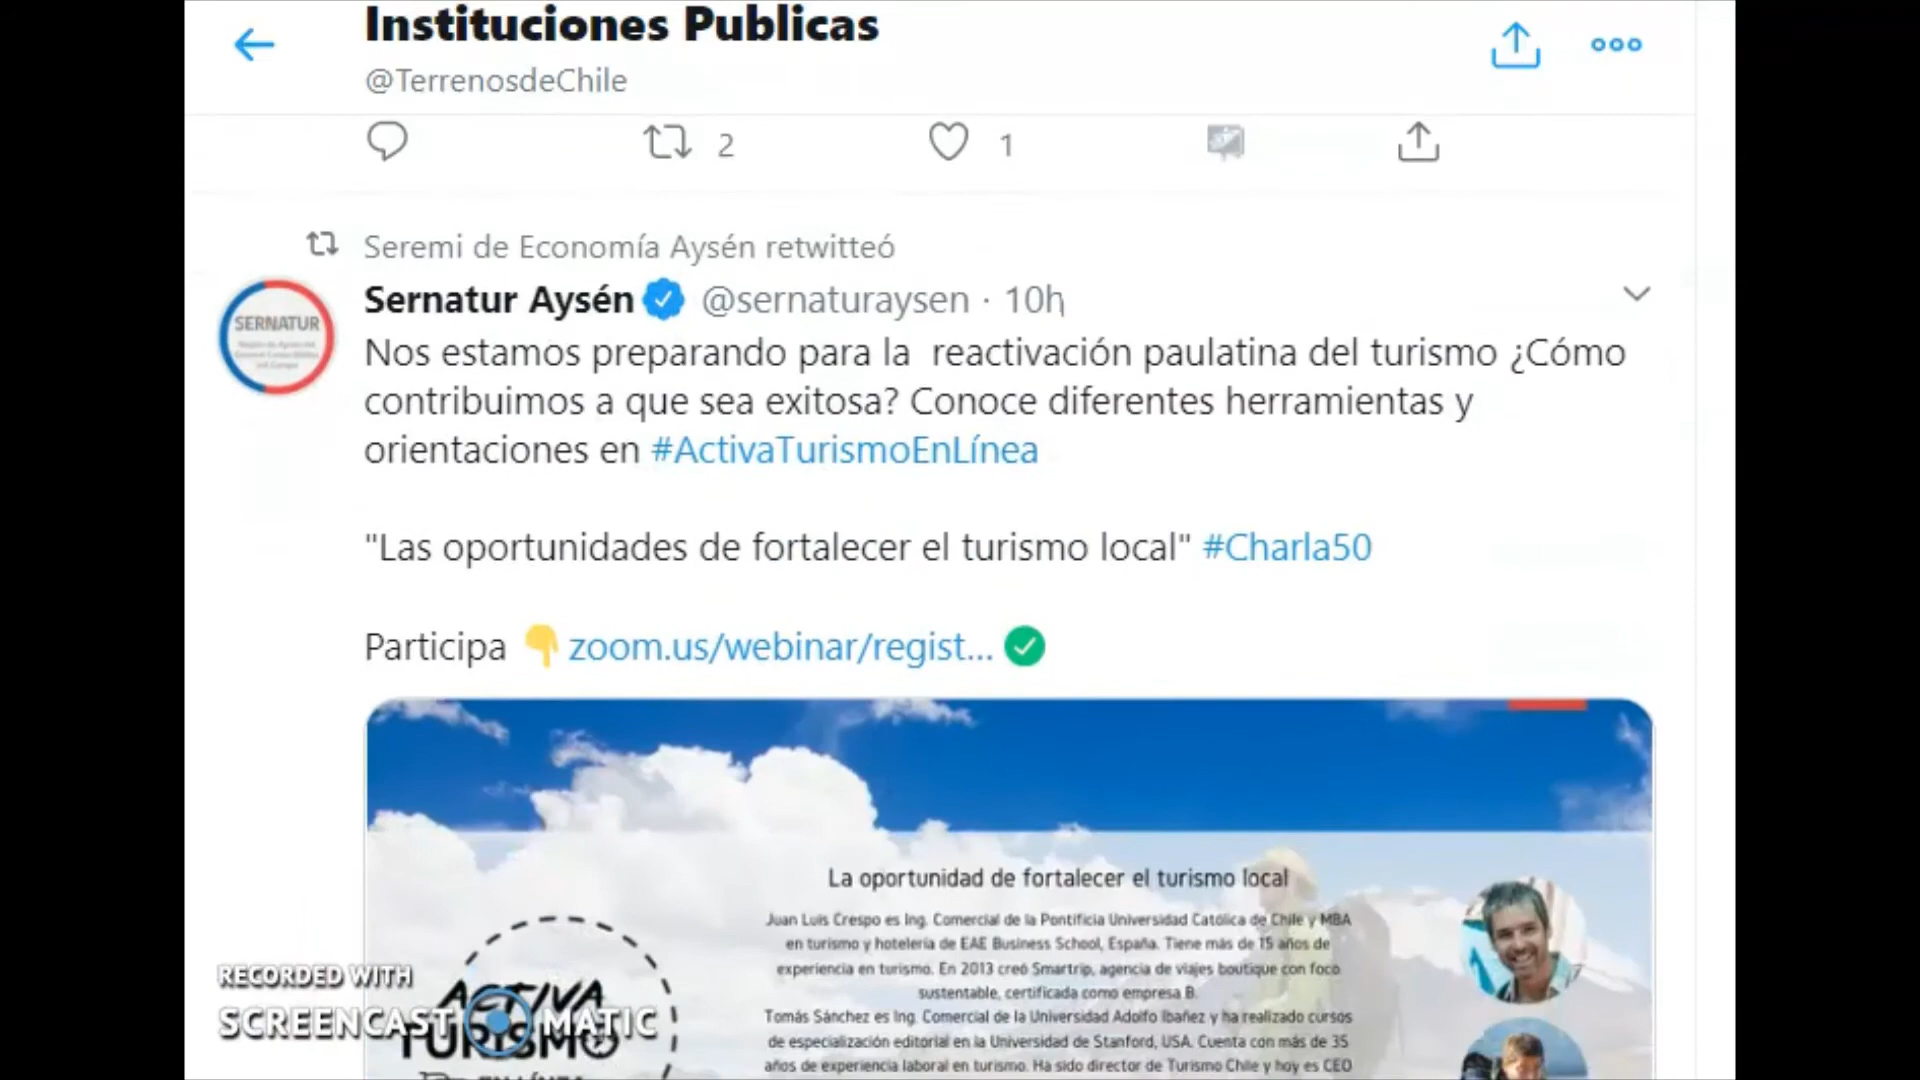 Instituciones Publicas
@TerrenosdeChile
2
1
Seremi de Economía Aysén retwitteó
Sernatur Aysén @sernaturaysen · 10h
SERNATUR
Nos estamos preparando para la reactivación paulatina del turismo ¿Cómo
contribuimos a que sea exitosa? Conoce diferentes herramientas y
orientaciones en #ActivaTurismoEnLínea
"Las oportunidades de fortalecer el turismo local" #Charla50
Participa zoom.us/webinar/regist...
La oportunidad de fortalecer el turismo local
Juan Luis Crespo es Ing. Comercial de la Pontificia Universidad Católica de Chile y MBA
en turismo y hotelería de EAE Business School, España. Tiene más de 15 años de
experiencia en turismo. En 2013 creó Smartrip, agencia de viajes boutique con foco
sustentable, certificada como empresa B.
Tomás Sánchez es Ing. Comercial de la Universidad Adolfo Ibañez y ha realizado cursos
de especialización editorial en la Universidad de Stanford, USA. Cuenta con más de 35
años de experiencia laboral en turismo. Ha sido director de Turismo Chile y hoy es CEO
ACTIVA
TURISMO
EN LÍNEA
RECORDED WITH
SCREENCAST MATIC